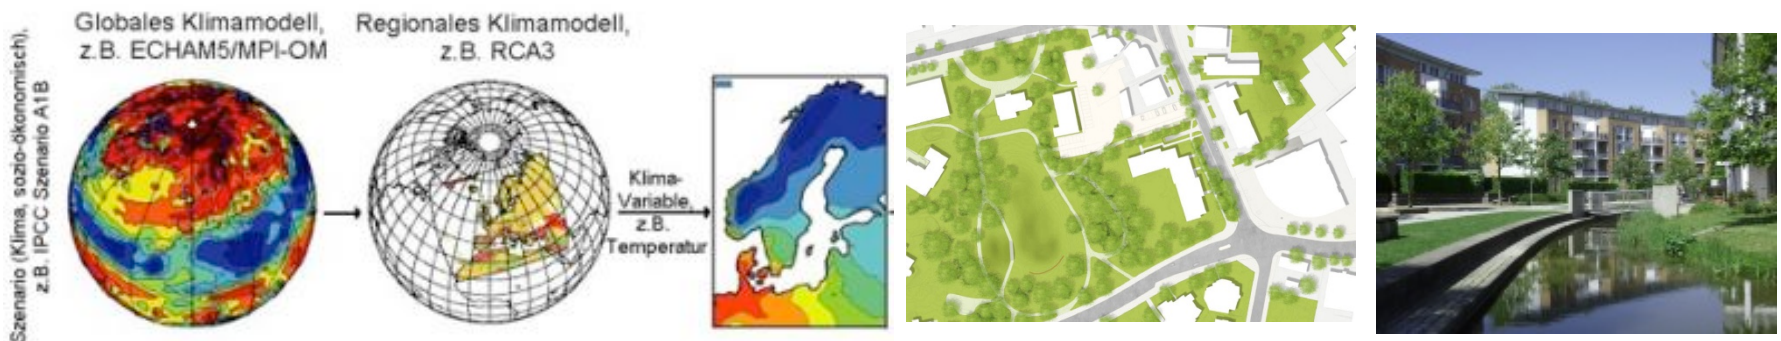 Szenario (Klima, sozio-ökonomisch),
z.B. IPCC Szenario A1B
Globales Klimamodell,
z.B. ECHAM5/MPI-OM
Regionales Klimamodell,
z.B. RCA3
Klima-
Variable,
z.B.
Temperatur